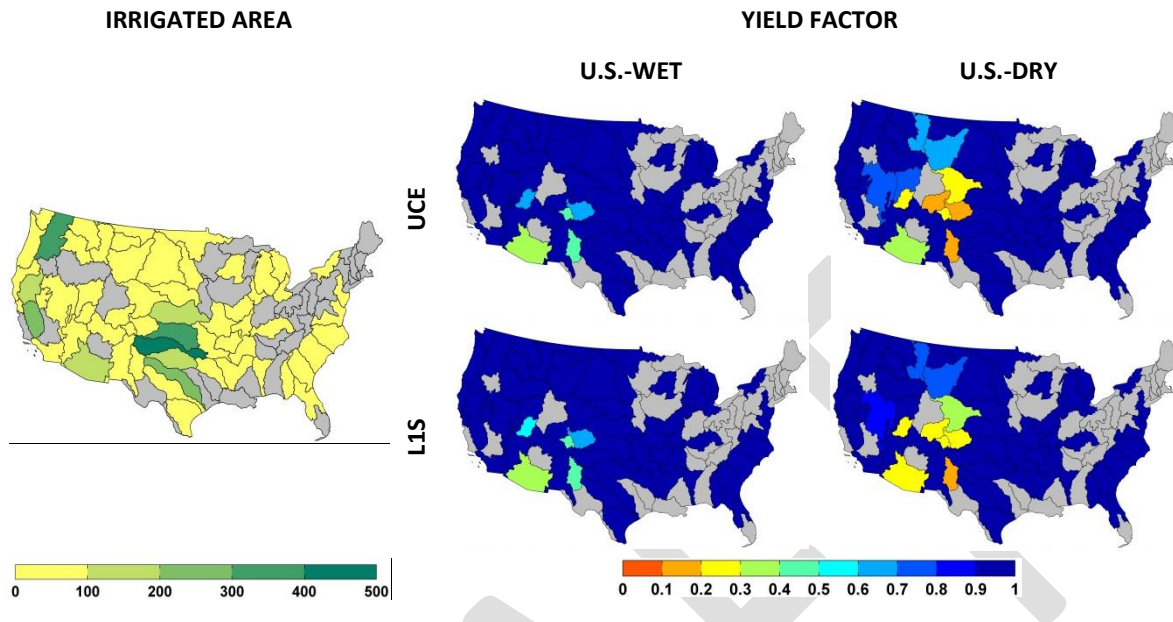 IRRIGATED AREA
YIELD FACTOR
U.S.-WET
U.S.-DRY
UCE
L1S
0 100 200 300 400 500
0 0.1 0.2 0.3 0.4 0.5 0.6 0.7 0.8 0.9 1